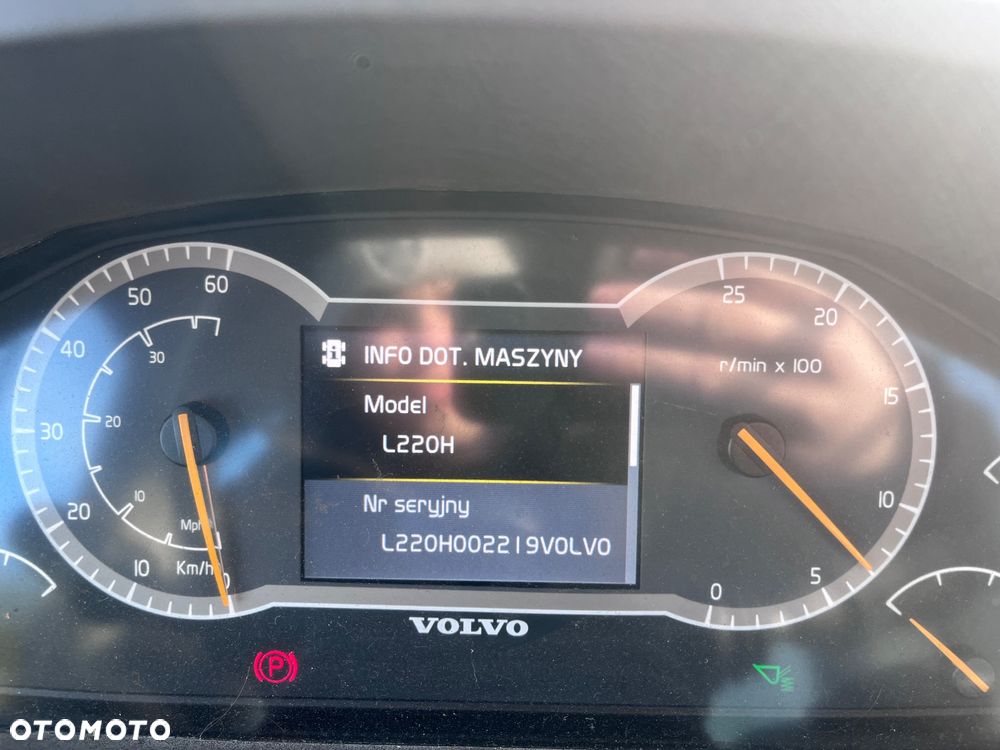 INFO DOT. MASZYNY
Model
L220H
Nr seryjny
L220H002219VOLVO
60
50
40
30
20
10
0
30
20
10
Mph
Km/h
25
20
15
10
5
0
r/min x 100
VOLVO
P
OTOMOTO